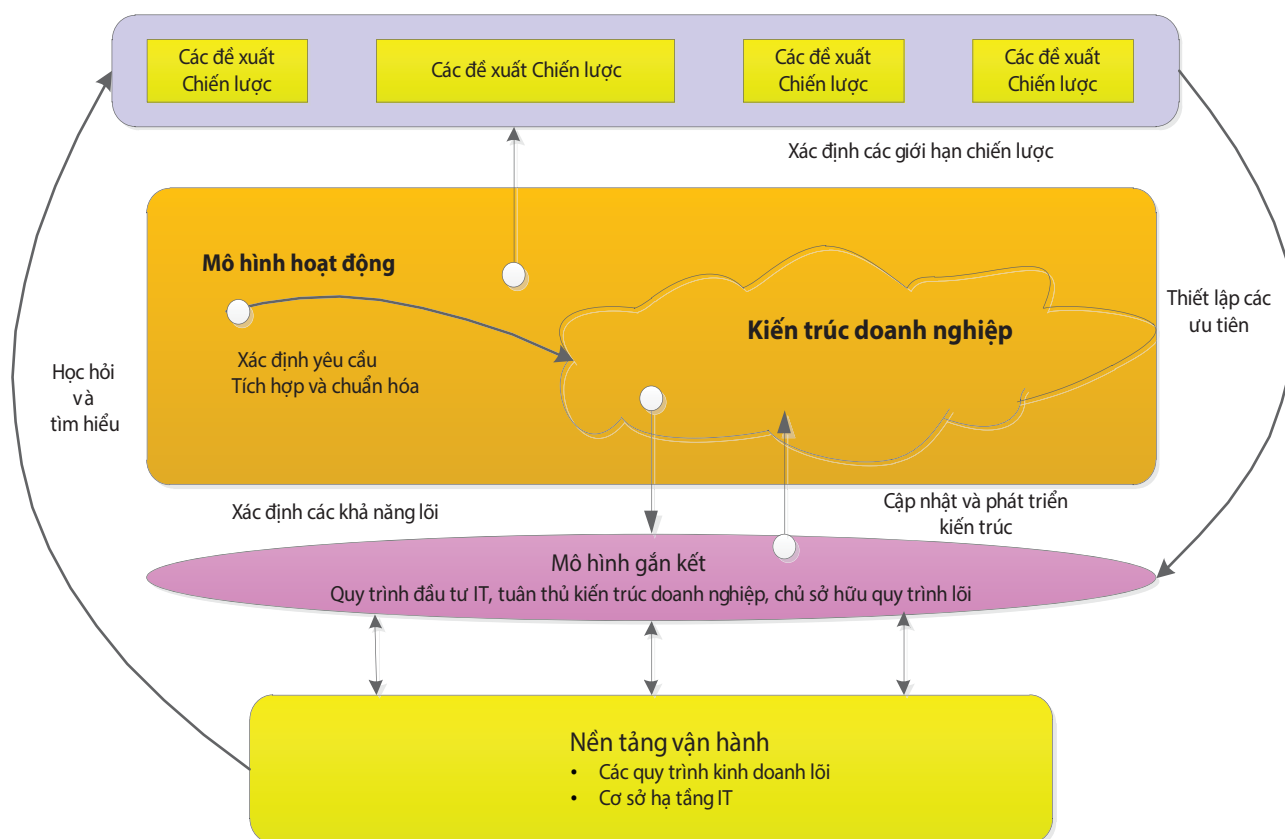 Các đề xuất
Chiến lược
Các đề xuất Chiến lược
Các đề xuất
Chiến lược
Các đề xuất
Chiến lược
Xác định các giới hạn chiến lược
Mô hình hoạt động
Kiến trúc doanh nghiệp
Thiết lập các
ưu tiên
Xác định yêu cầu
Tích hợp và chuẩn hóa
Học hỏi
và
tìm hiểu
Xác định các khả năng lõi
Cập nhật và phát triển
kiến trúc
Mô hình gắn kết
Quy trình đầu tư IT, tuân thủ kiến trúc doanh nghiệp, chủ sở hữu quy trình lõi
Nền tảng vận hành
• Các quy trình kinh doanh lõi
• Cơ sở hạ tầng IT